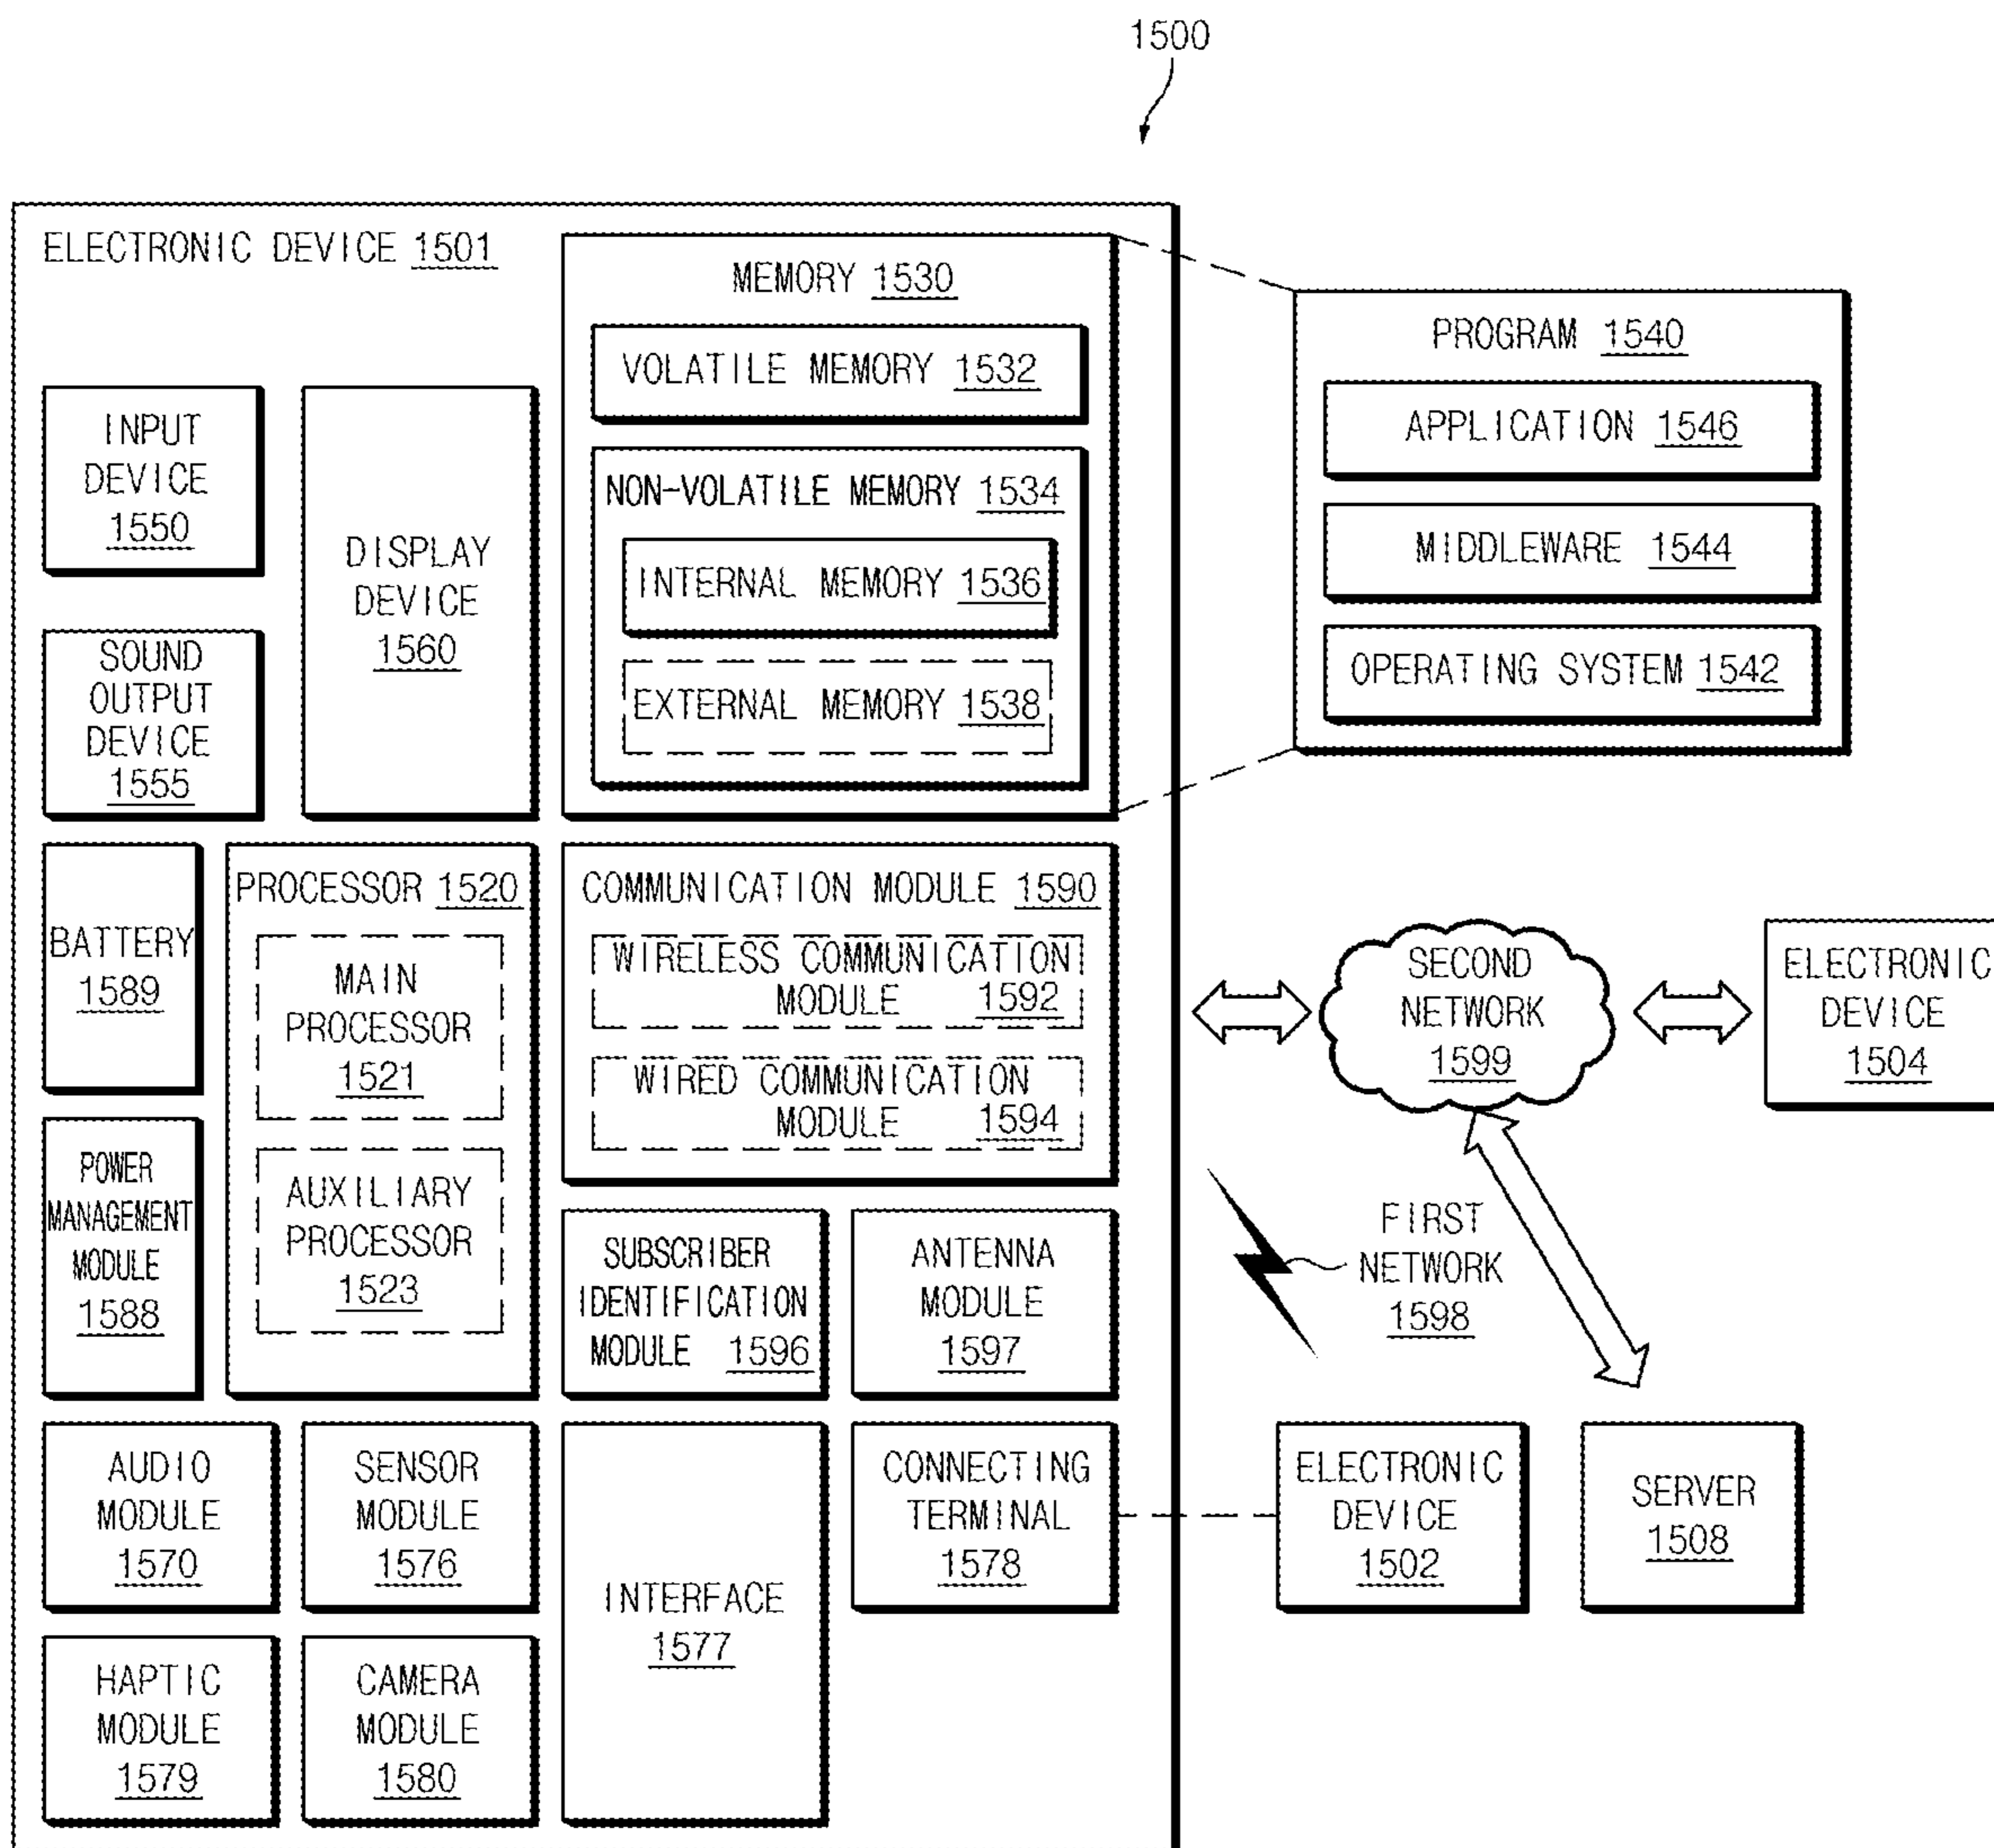 1500
ELECTRONIC DEVICE 1501
MEMORY 1530
VOLATILE MEMORY 1532
NON-VOLATILE MEMORY 1534
INTERNAL MEMORY 1536
EXTERNAL MEMORY 1538
PROGRAM 1540
APPLICATION 1546
MIDDLEWARE 1544
OPERATING SYSTEM 1542
INPUT
DEVICE
1550
DISPLAY
DEVICE
1560
SOUND
OUTPUT
DEVICE
1555
BATTERY
1589
PROCESSOR 1520
MAIN
PROCESSOR
1521
AUXILIARY
PROCESSOR
1523
COMMUNICATION MODULE 1590
WIRELESS COMMUNICATION
MODULE 1592
WIRED COMMUNICATION
MODULE 1594
SECOND
NETWORK
1599
ELECTRONIC
DEVICE
1504
POWER
MANAGEMENT
MODULE
1588
SUBSCRIBER
IDENTIFICATION
MODULE 1596
ANTENNA
MODULE
1597
FIRST
NETWORK
1598
AUDIO
MODULE
1570
SENSOR
MODULE
1576
INTERFACE
1577
CONNECTING
TERMINAL
1578
ELECTRONIC
DEVICE
1502
SERVER
1508
HAPTIC
MODULE
1579
CAMERA
MODULE
1580